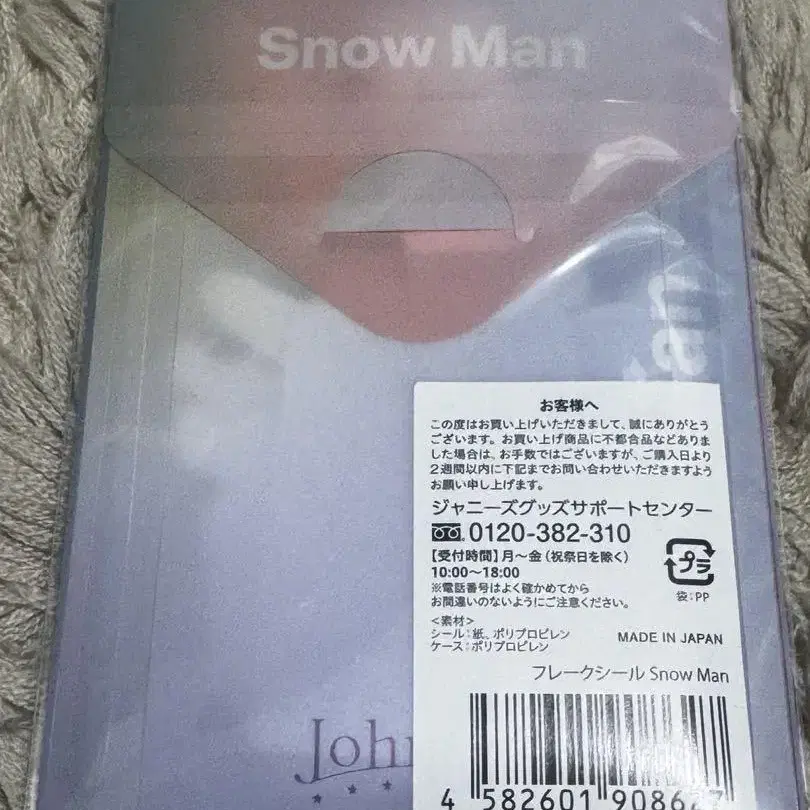 Snow Man
an
お客様へ
この度はお買い上げいただきまして、誠にありがとう
ございます。お買い上げ商品に不都合品などありま
した場合は、お手数ではございますが、ご購入日より
2週間以内に下記までお問い合わせいただきますよう
お願い申し上げます。
ジャニーズグッズサポートセンター
0120-382-310
【受付時間】月～金（祝祭日を除く）
10:00～18:00
※電話番号はよく確かめてから
お間違いのないようにご注意ください。
プラ
袋:PP
<素材>
シール:紙、ポリプロピレン
ケース:ポリプロピレン
MADE IN JAPAN
フレークシール Snow Man
Joh
4 582601 908627